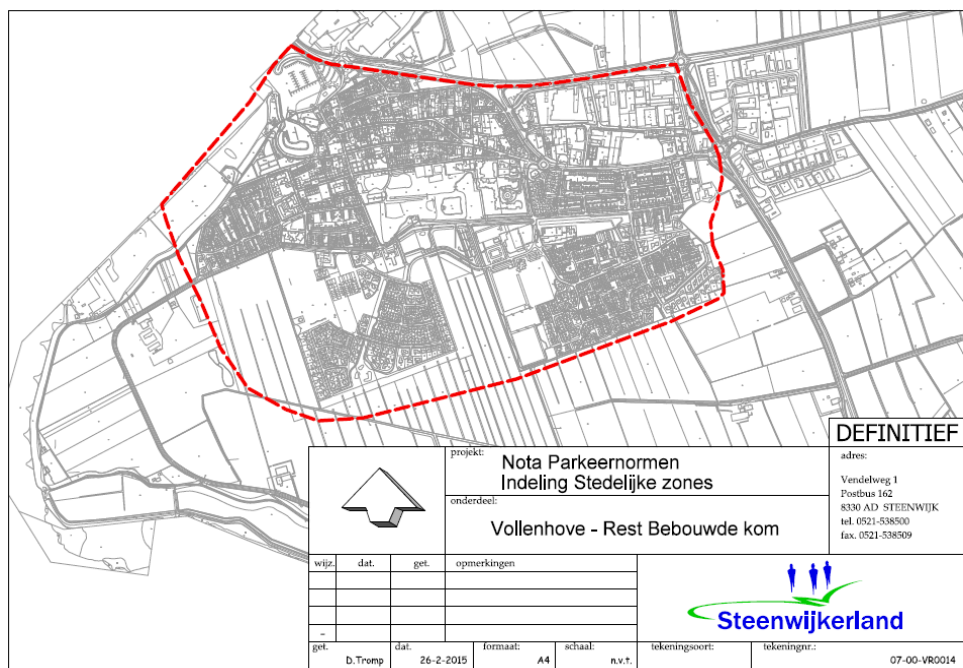 DEFINITIEF
projekt:
Nota Parkeernormen
Indeling Stedelijke zones
onderdeel:
Vollenhove - Rest Bebouwde kom
adres:
Vendelweg 1
Postbus 162
8330 AD STEENWIJK
tel. 0521-538500
fax. 0521-538509
wijz. dat. get. opmerkingen
-
Steenwijkerland
get. dat. formaat: schaal: tekeningsoort: tekeningnr.:
D.Tromp 26-2-2015 A4 n.v.t. 07-00-VR0014